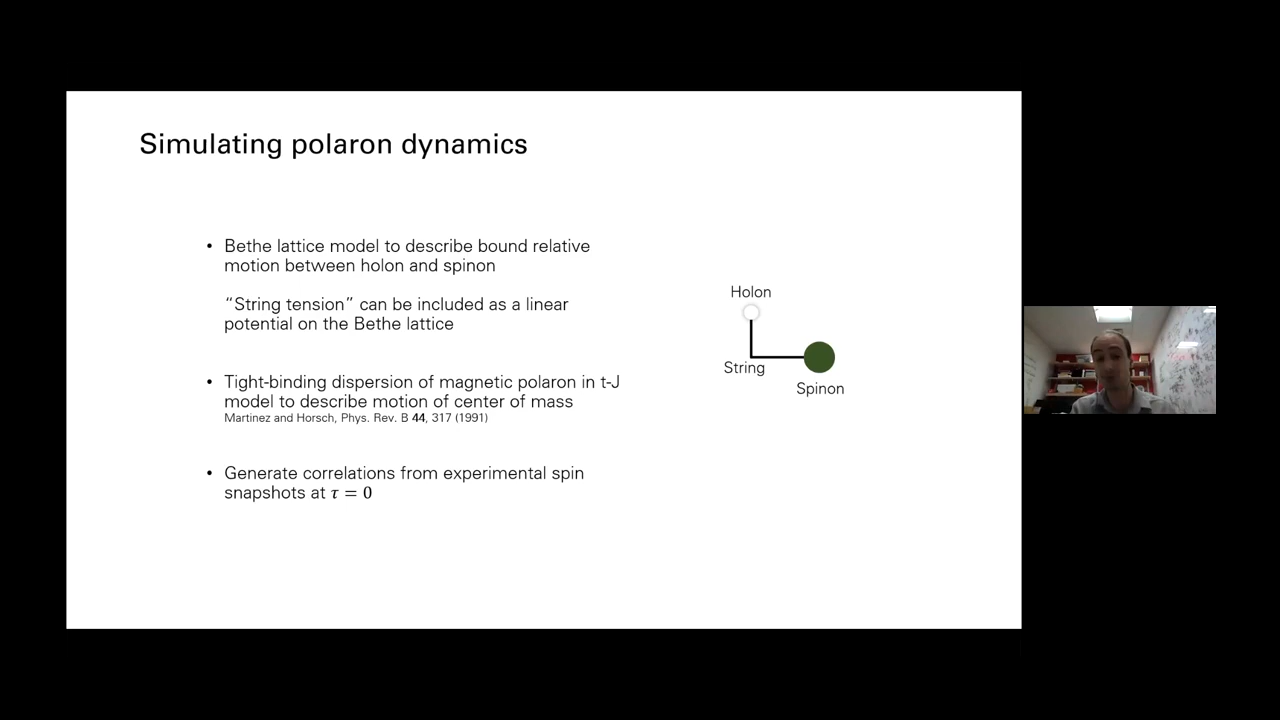 Simulating polaron dynamics
• Bethe lattice model to describe bound relative
motion between holon and spinon
“String tension” can be included as a linear
potential on the Bethe lattice
• Tight-binding dispersion of magnetic polaron in t-J
model to describe motion of center of mass
Martinez and Horsch, Phys. Rev. B 44, 317 (1991)
• Generate correlations from experimental spin
snapshots at τ = 0
Holon
String
Spinon